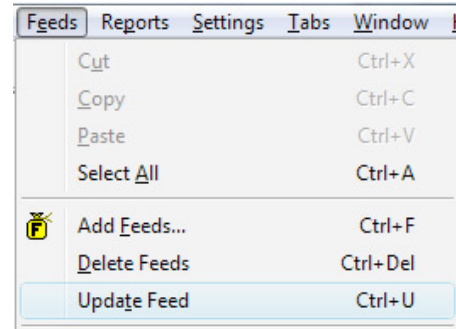 Feeds Reports Settings Tabs Window
Cut Ctrl+X
Copy Ctrl+C
Paste Ctrl+V
Select All Ctrl+A
F Add Feeds... Ctrl+F
Delete Feeds Ctrl+Del
Update Feed Ctrl+U